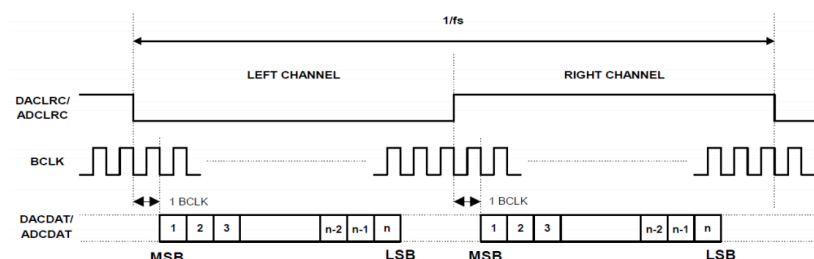 1/fs
LEFT CHANNEL RIGHT CHANNEL
DACLRC/
ADCLRC
BCLK
1 BCLK 1 BCLK
DACDAT/
ADCDAT
1 2 3 n-2 n-1 n 1 2 3 n-2 n-1 n
MSB LSB MSB LSB